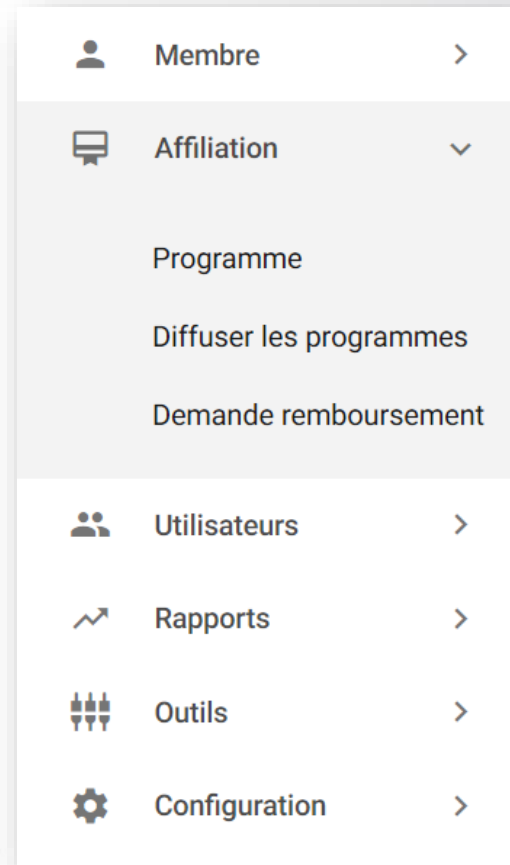 Membre
Affiliation
Programme
Diffuser les programmes
Demande remboursement
Utilisateurs
Rapports
Outils
Configuration